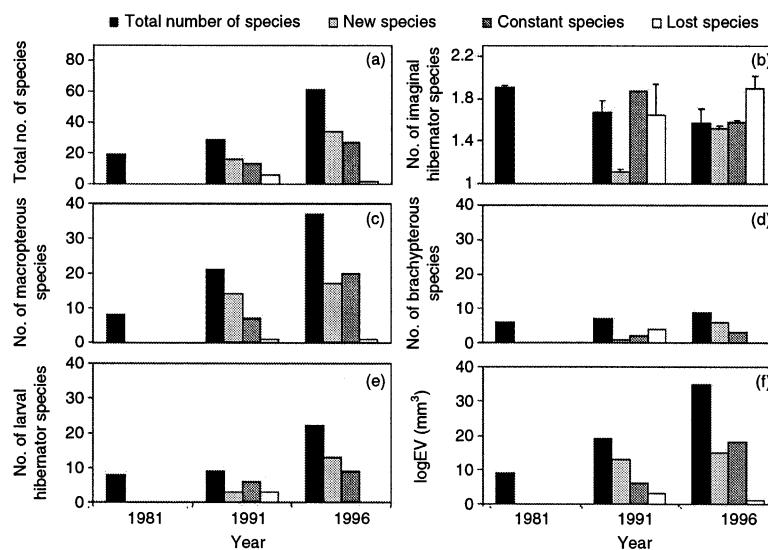 Total number of species New species Constant species Lost species
(a)
Total no. of species
80
60
40
20
0
(b)
No. of imaginal
hibernator species
2.2
1.8
1.4
1
(c)
No. of macropterous
species
40
30
20
10
0
(d)
No. of brachypterous
species
40
30
20
10
0
(e)
No. of larval
hibernator species
40
30
20
10
0
1981 1991 1996
Year
(f)
logEV (mm³)
40
30
20
10
0
1981 1991 1996
Year